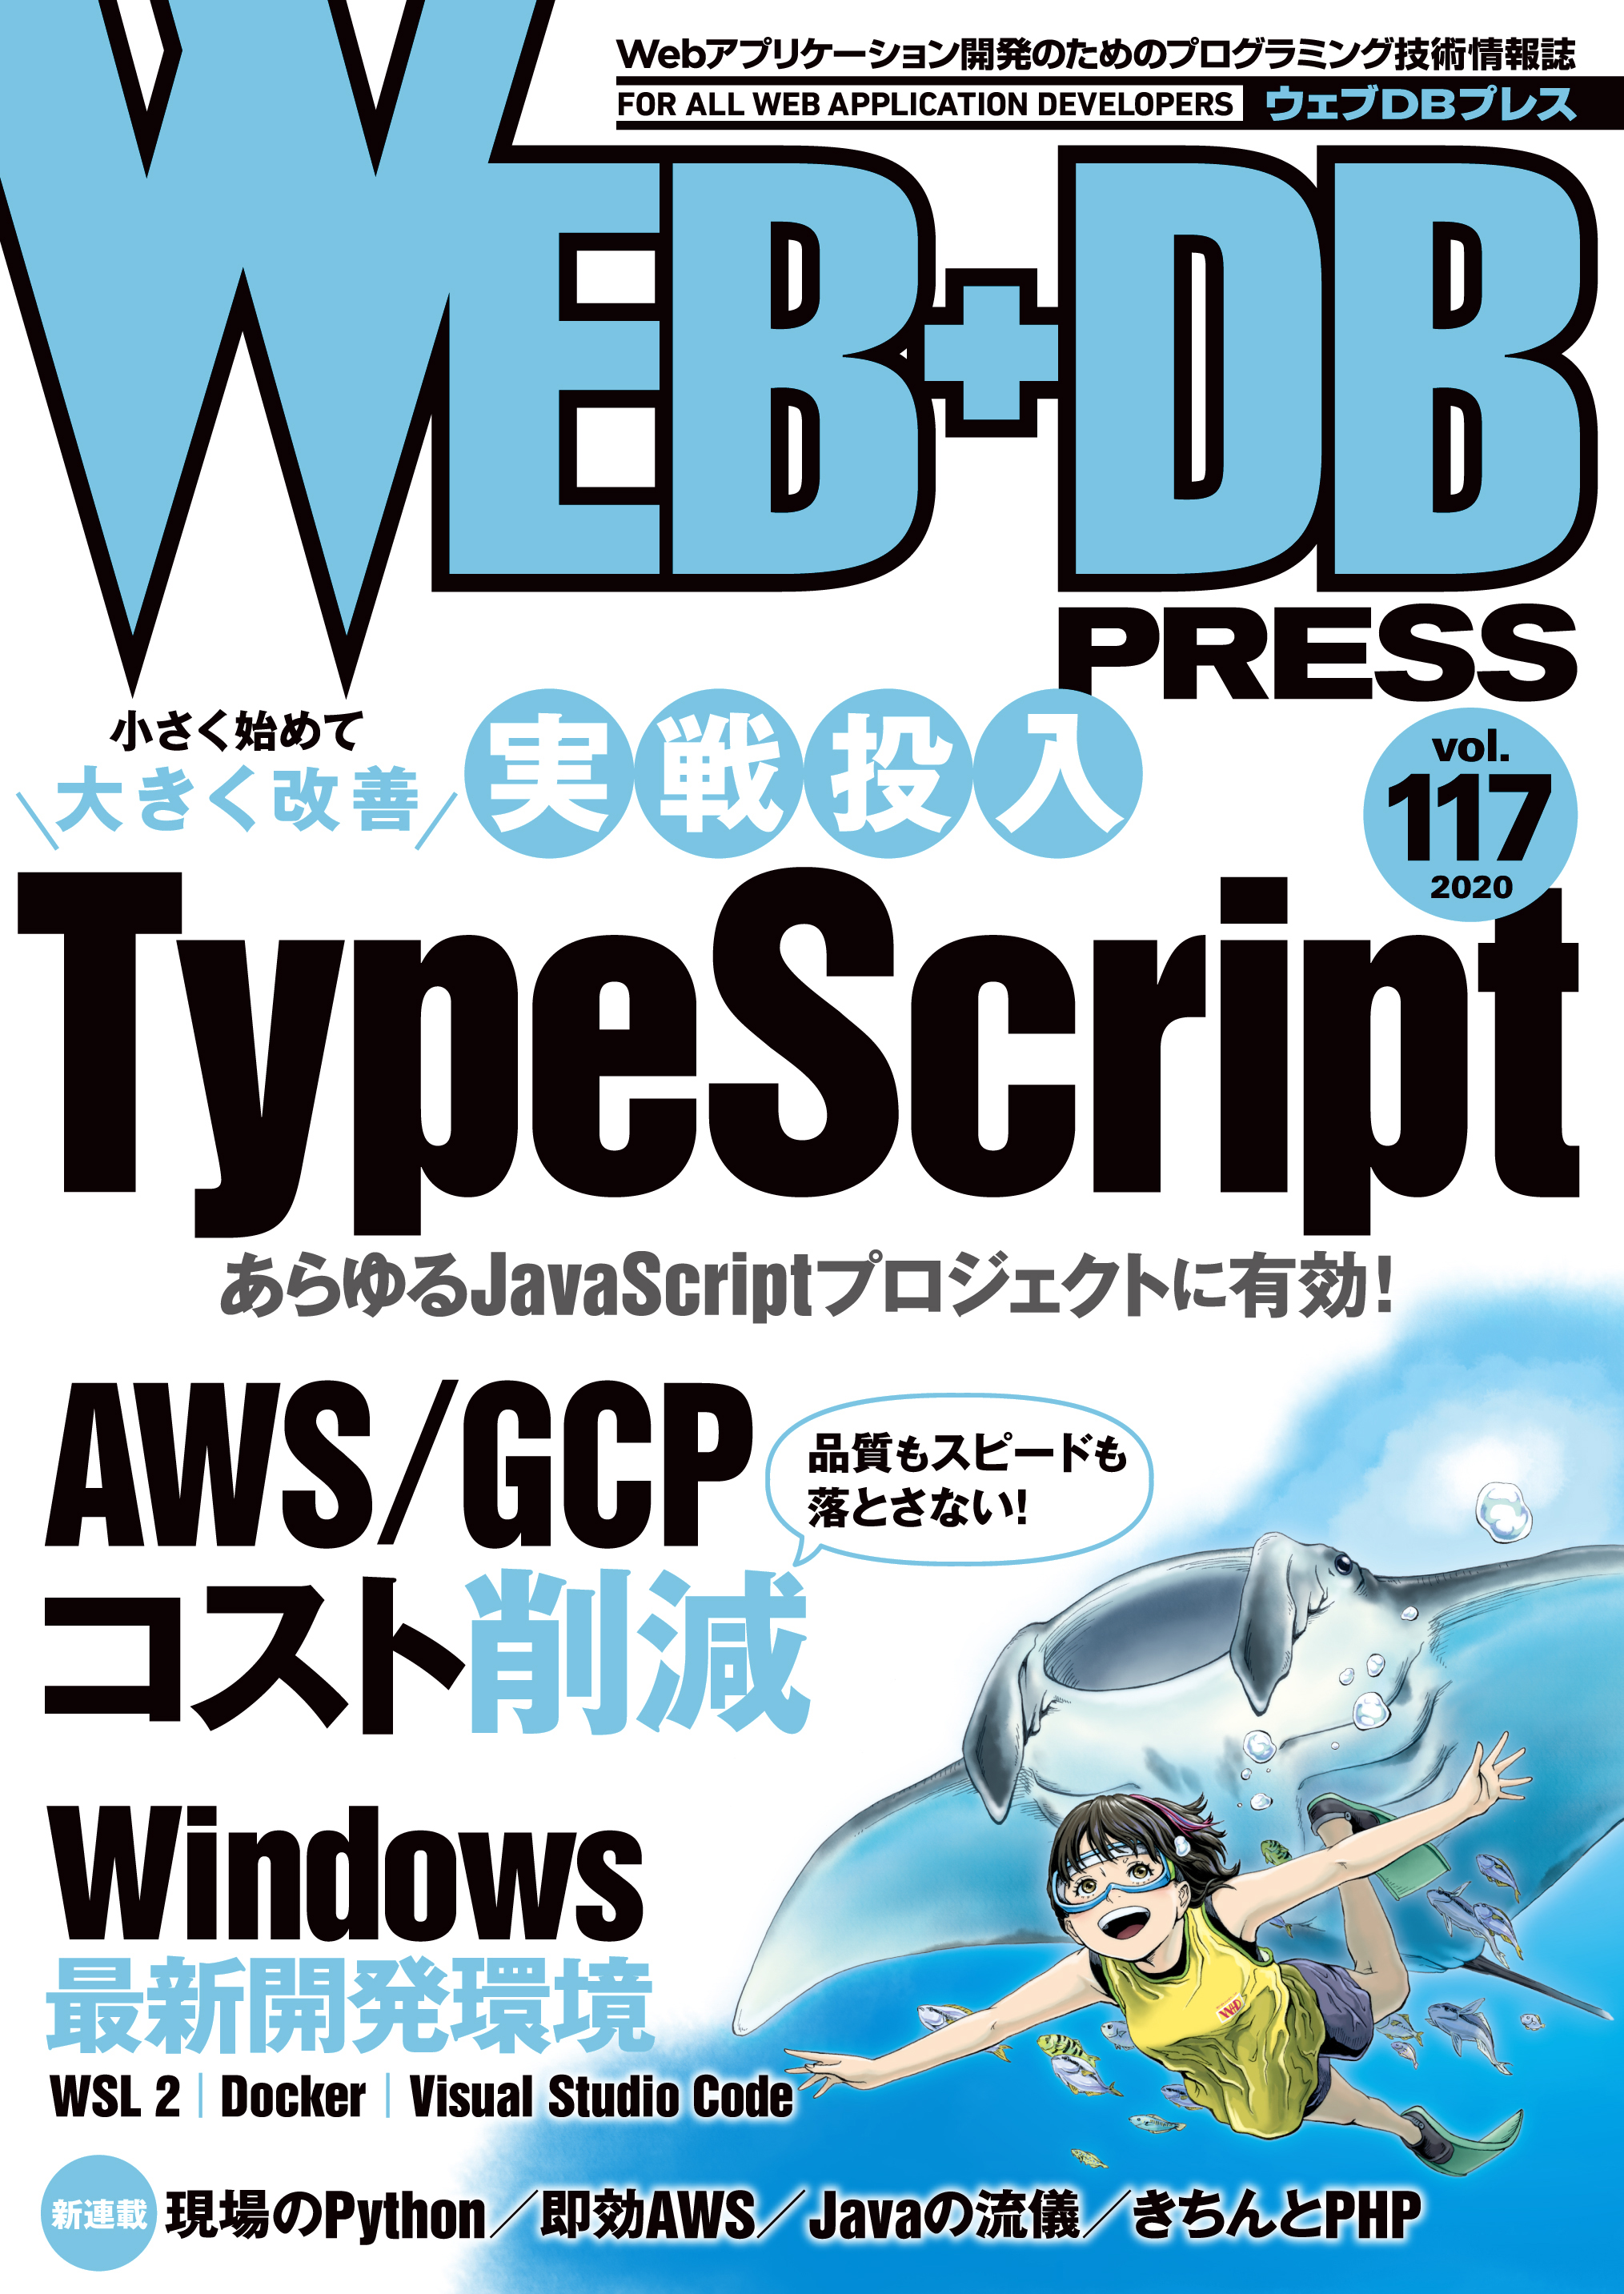 Webアプリケーション開発のためのプログラミング技術情報誌
FOR ALL WEB APPLICATION DEVELOPERS ウェブDBプレス
WEB+DB
PRESS
vol.
117
2020
小さく始めて
大きく改善
実戦投入
TypeScript
あらゆるJavaScriptプロジェクトに有効！
AWS/GCP
コスト削減
品質もスピードも
落とさない！
Windows
最新開発環境
WSL 2｜Docker｜Visual Studio Code
W+D
新連載 現場のPython／即効AWS／Javaの流儀／きちんとPHP